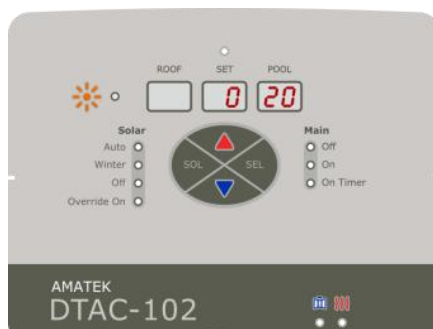 ROOF SET POOL
0 20
Solar Main
Auto Off
Winter SOL SEL On
Off On Timer
Override On
AMATEK
DTAC-102